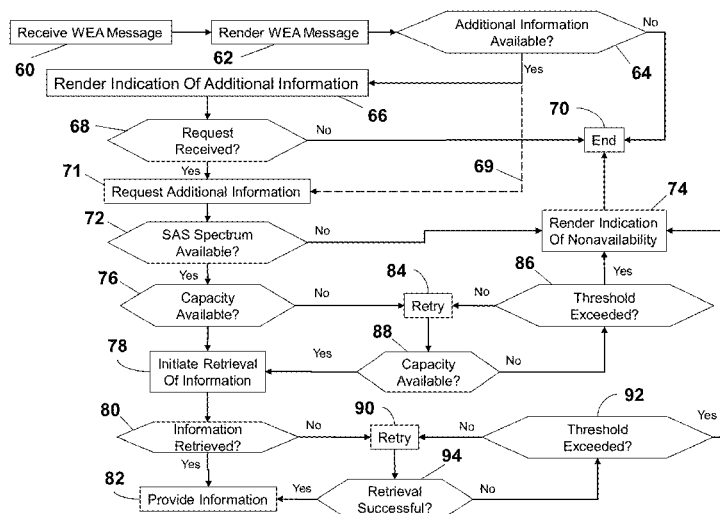 Receive WEA Message
Render WEA Message
Additional Information
Available?
No
60
62
64
Yes
Render Indication Of Additional Information
66
70
68
Request
Received?
No
End
Yes
71
69
74
Request Additional Information
72
SAS Spectrum
Available?
No
Render Indication
Of Nonavailability
Yes
76
84
86
Yes
Capacity
Available?
No
Retry
No
Threshold
Exceeded?
88
78
Initiate Retrieval
Of Information
Yes
Capacity
Available?
No
80
90
92
Information
Retrieved?
No
Retry
No
Threshold
Exceeded?
Yes
Yes
94
82
Provide Information
Yes
Retrieval
Successful?
No